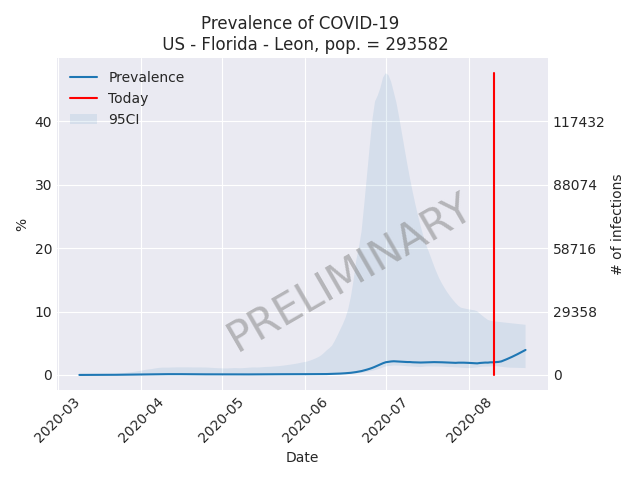 Prevalence of COVID-19
US - Florida - Leon, pop. = 293582
Prevalence
Today
95CI
40
30
20
10
0
%
117432
88074
58716
29358
0
# of infections
PRELIMINARY
2020-03
2020-04
2020-05
2020-06
2020-07
2020-08
Date